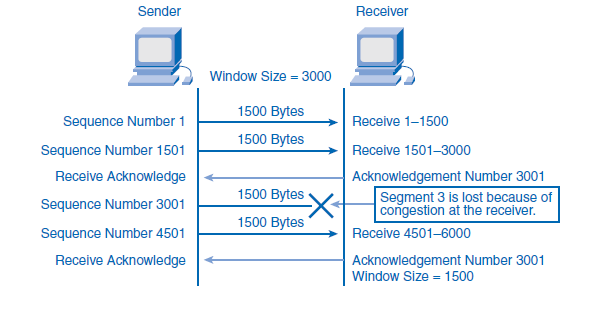 Sender
Receiver
Window Size = 3000
1500 Bytes
Sequence Number 1
Receive 1–1500
1500 Bytes
Sequence Number 1501
Receive 1501–3000
Receive Acknowledge
Acknowledgement Number 3001
1500 Bytes
Sequence Number 3001
Segment 3 is lost because of
congestion at the receiver.
1500 Bytes
Sequence Number 4501
Receive 4501–6000
Receive Acknowledge
Acknowledgement Number 3001
Window Size = 1500